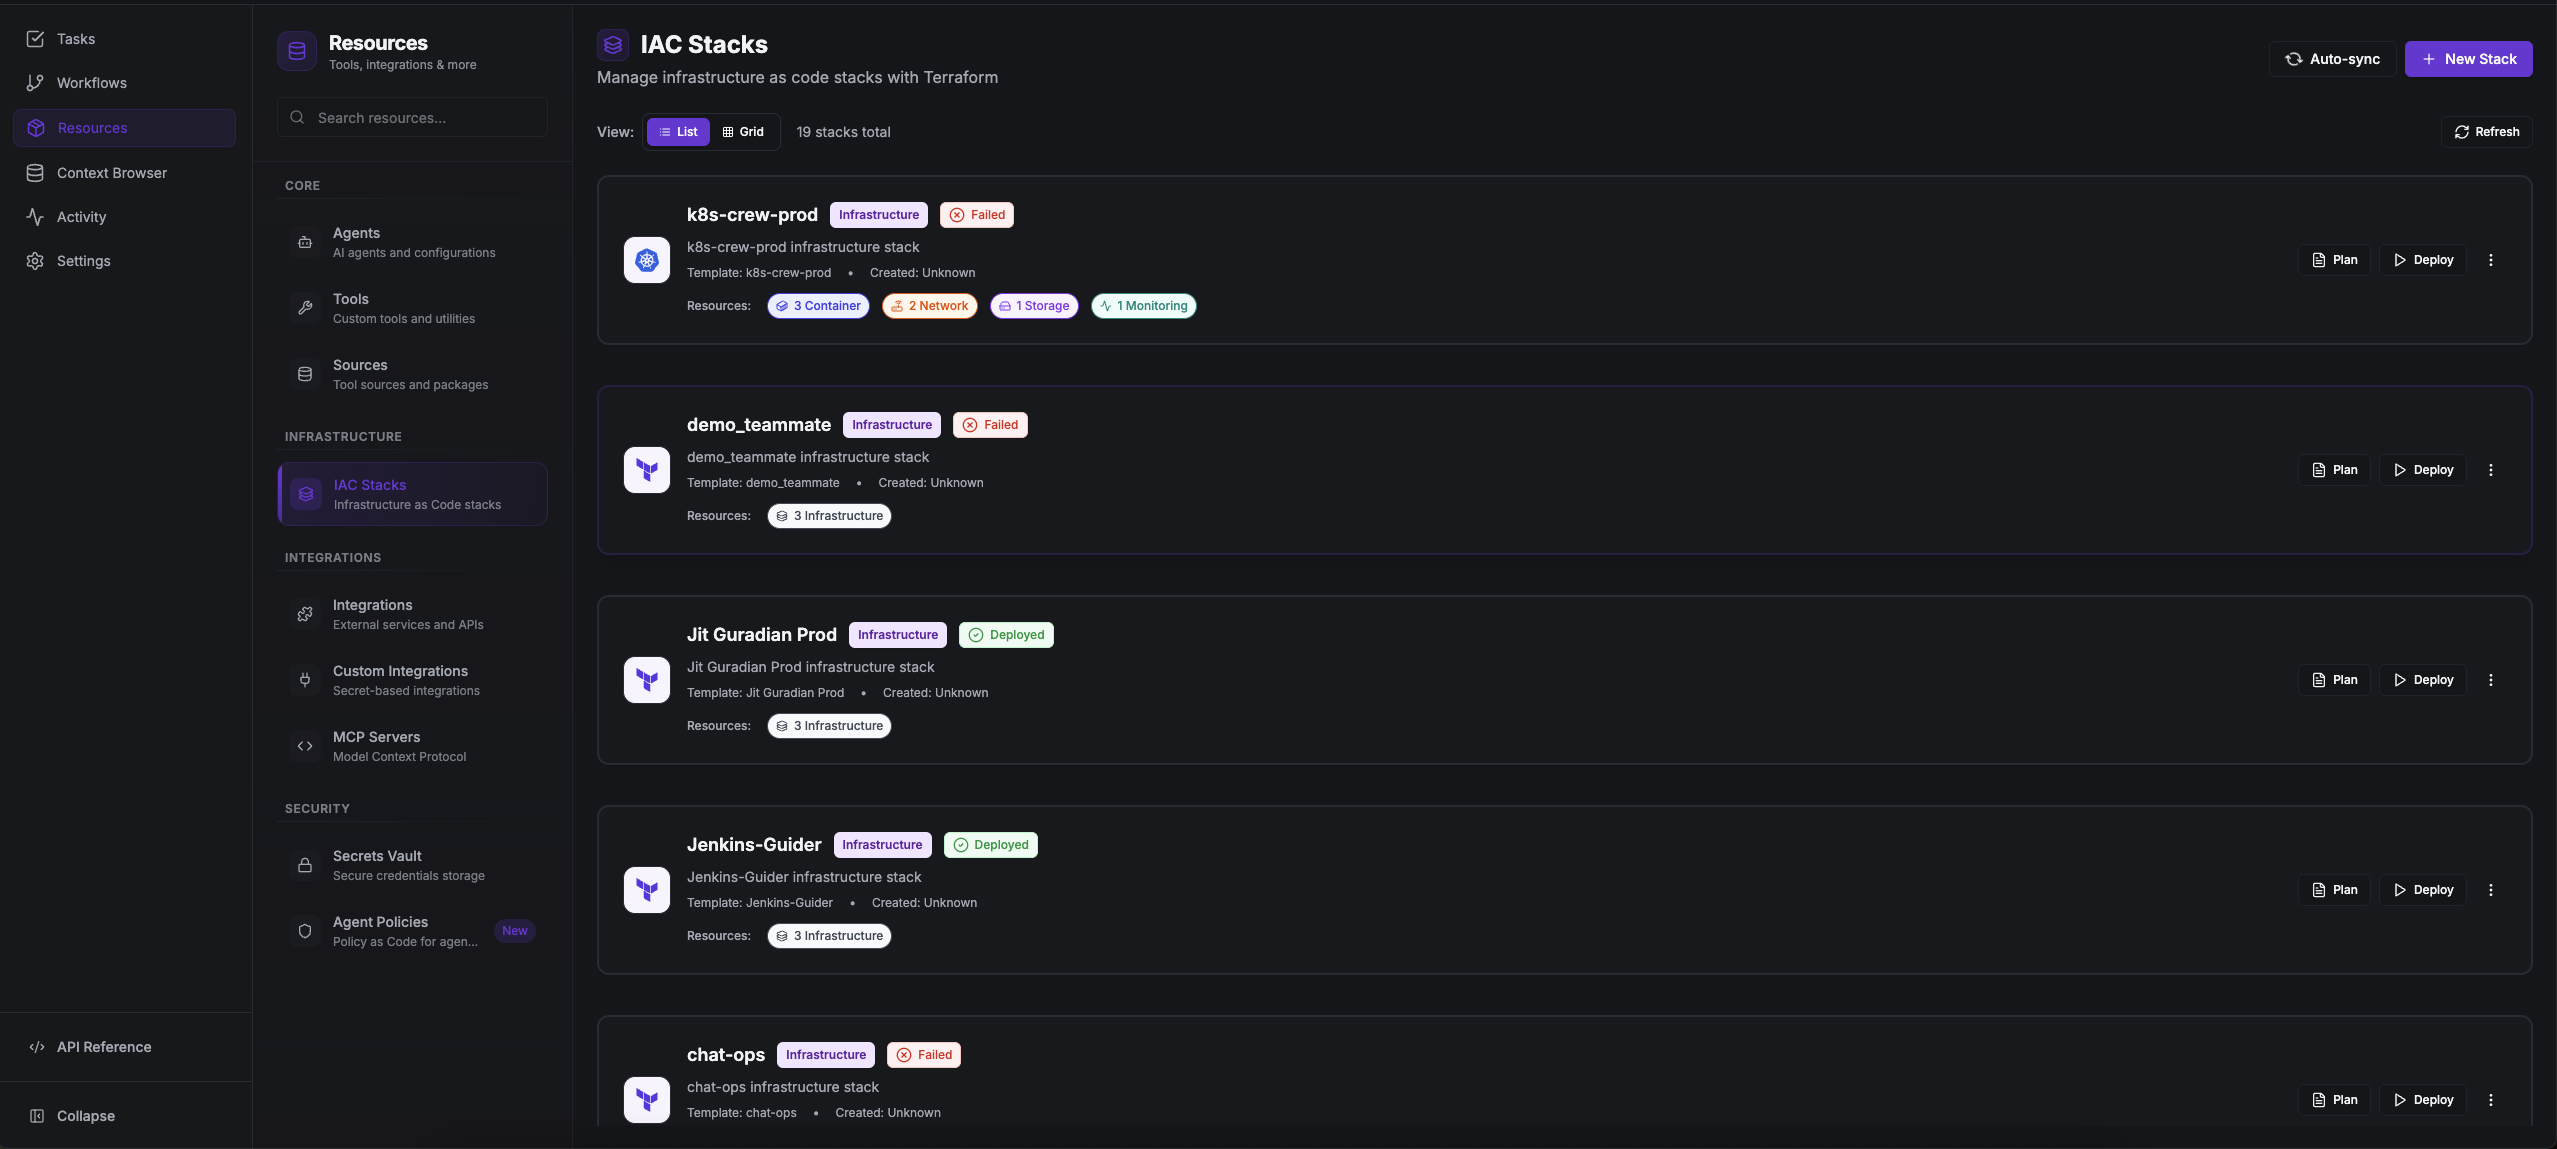 Tasks
Workflows
Resources
Context Browser
Activity
Settings
API Reference
Collapse
Resources
Tools, integrations & more
Search resources...
CORE
Agents
AI agents and configurations
Tools
Custom tools and utilities
Sources
Tool sources and packages
INFRASTRUCTURE
IAC Stacks
Infrastructure as Code stacks
INTEGRATIONS
Integrations
External services and APIs
Custom Integrations
Secret-based integrations
MCP Servers
Model Context Protocol
SECURITY
Secrets Vault
Secure credentials storage
Agent Policies
Policy as Code for agen...
New
IAC Stacks
Manage infrastructure as code stacks with Terraform
Auto-sync
New Stack
View: List Grid 19 stacks total
Refresh
k8s-crew-prod Infrastructure Failed
k8s-crew-prod infrastructure stack
Template: k8s-crew-prod • Created: Unknown
Resources: 3 Container 2 Network 1 Storage 1 Monitoring
Plan Deploy
demo_teammate Infrastructure Failed
demo_teammate infrastructure stack
Template: demo_teammate • Created: Unknown
Resources: 3 Infrastructure
Plan Deploy
Jit Guradian Prod Infrastructure Deployed
Jit Guradian Prod infrastructure stack
Template: Jit Guradian Prod • Created: Unknown
Resources: 3 Infrastructure
Plan Deploy
Jenkins-Guider Infrastructure Deployed
Jenkins-Guider infrastructure stack
Template: Jenkins-Guider • Created: Unknown
Resources: 3 Infrastructure
Plan Deploy
chat-ops Infrastructure Failed
chat-ops infrastructure stack
Template: chat-ops • Created: Unknown
Plan Deploy